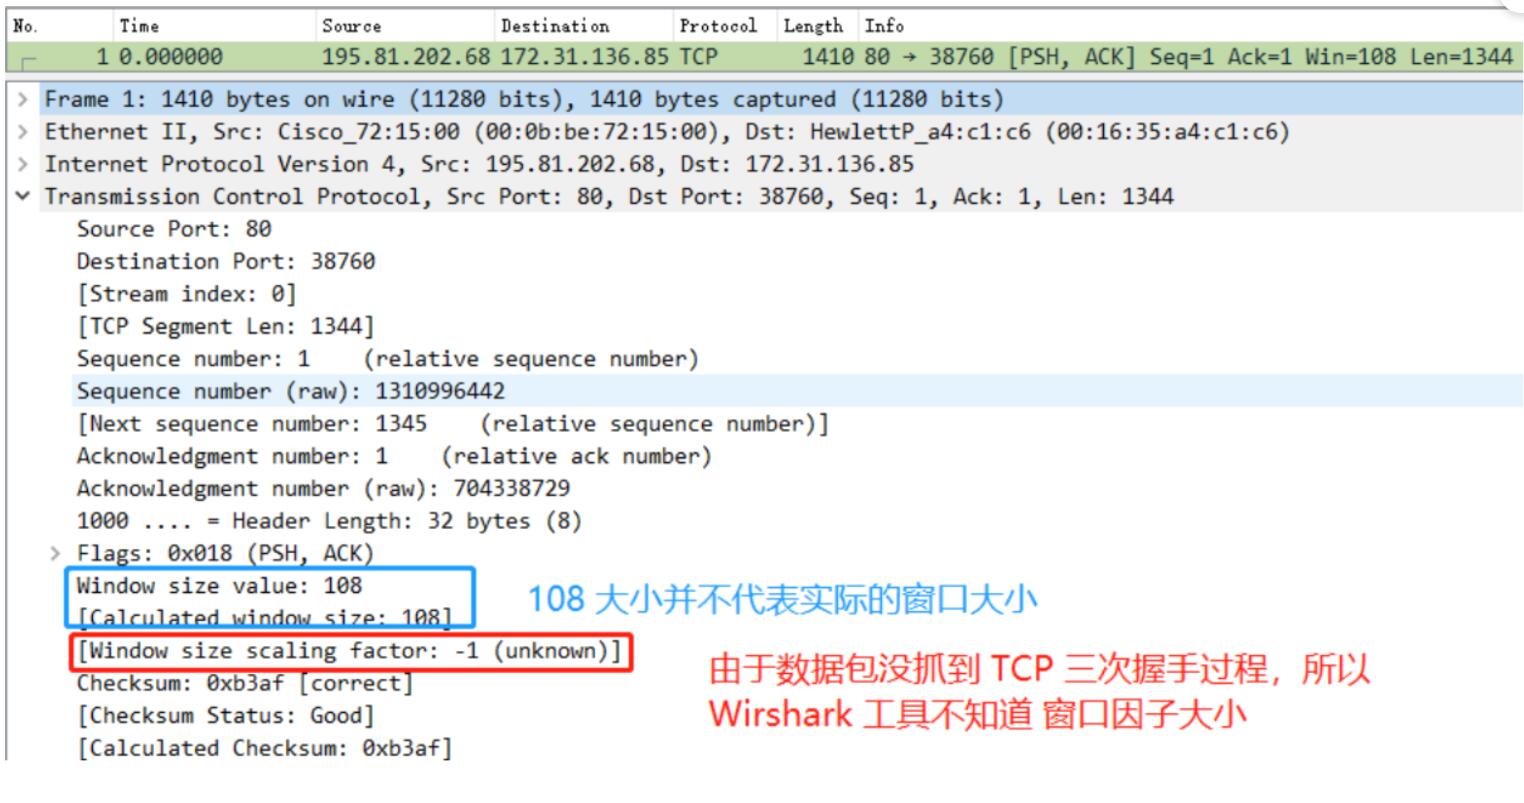 No. Time Source Destination Protocol Length Info
1 0.000000 195.81.202.68 172.31.136.85 TCP 1410 80 → 38760 [PSH, ACK] Seq=1 Ack=1 Win=108 Len=1344
Frame 1: 1410 bytes on wire (11280 bits), 1410 bytes captured (11280 bits)
Ethernet II, Src: Cisco_72:15:00 (00:0b:be:72:15:00), Dst: HewlettP_a4:c1:c6 (00:16:35:a4:c1:c6)
Internet Protocol Version 4, Src: 195.81.202.68, Dst: 172.31.136.85
Transmission Control Protocol, Src Port: 80, Dst Port: 38760, Seq: 1, Ack: 1, Len: 1344
Source Port: 80
Destination Port: 38760
[Stream index: 0]
[TCP Segment Len: 1344]
Sequence number: 1 (relative sequence number)
Sequence number (raw): 1310996442
[Next sequence number: 1345 (relative sequence number)]
Acknowledgment number: 1 (relative ack number)
Acknowledgment number (raw): 704338729
1000 .... = Header Length: 32 bytes (8)
Flags: 0x018 (PSH, ACK)
Window size value: 108
108 大小并不代表实际的窗口大小
[Calculated window size: 108]
[Window size scaling factor: -1 (unknown)]
由于数据包没抓到 TCP 三次握手过程，所以
Wirshark 工具不知道 窗口因子大小
Checksum: 0xb3af [correct]
[Checksum Status: Good]
[Calculated Checksum: 0xb3af]